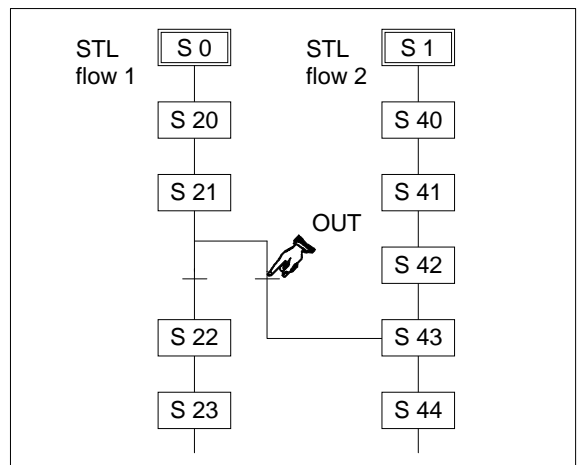 STL
flow 1
S 0
STL
flow 2
S 1
S 20
S 40
S 21
S 41
OUT
S 42
S 22
S 43
S 23
S 44